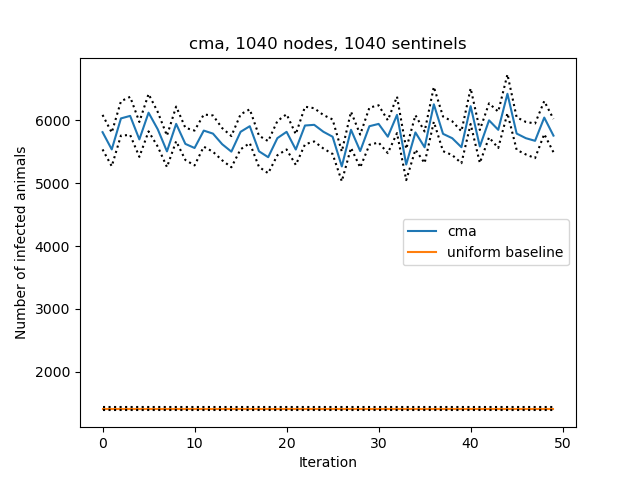 cma, 1040 nodes, 1040 sentinels
Number of infected animals
6000
5000
4000
3000
2000
cma
uniform baseline
0
10
20
30
40
50
Iteration